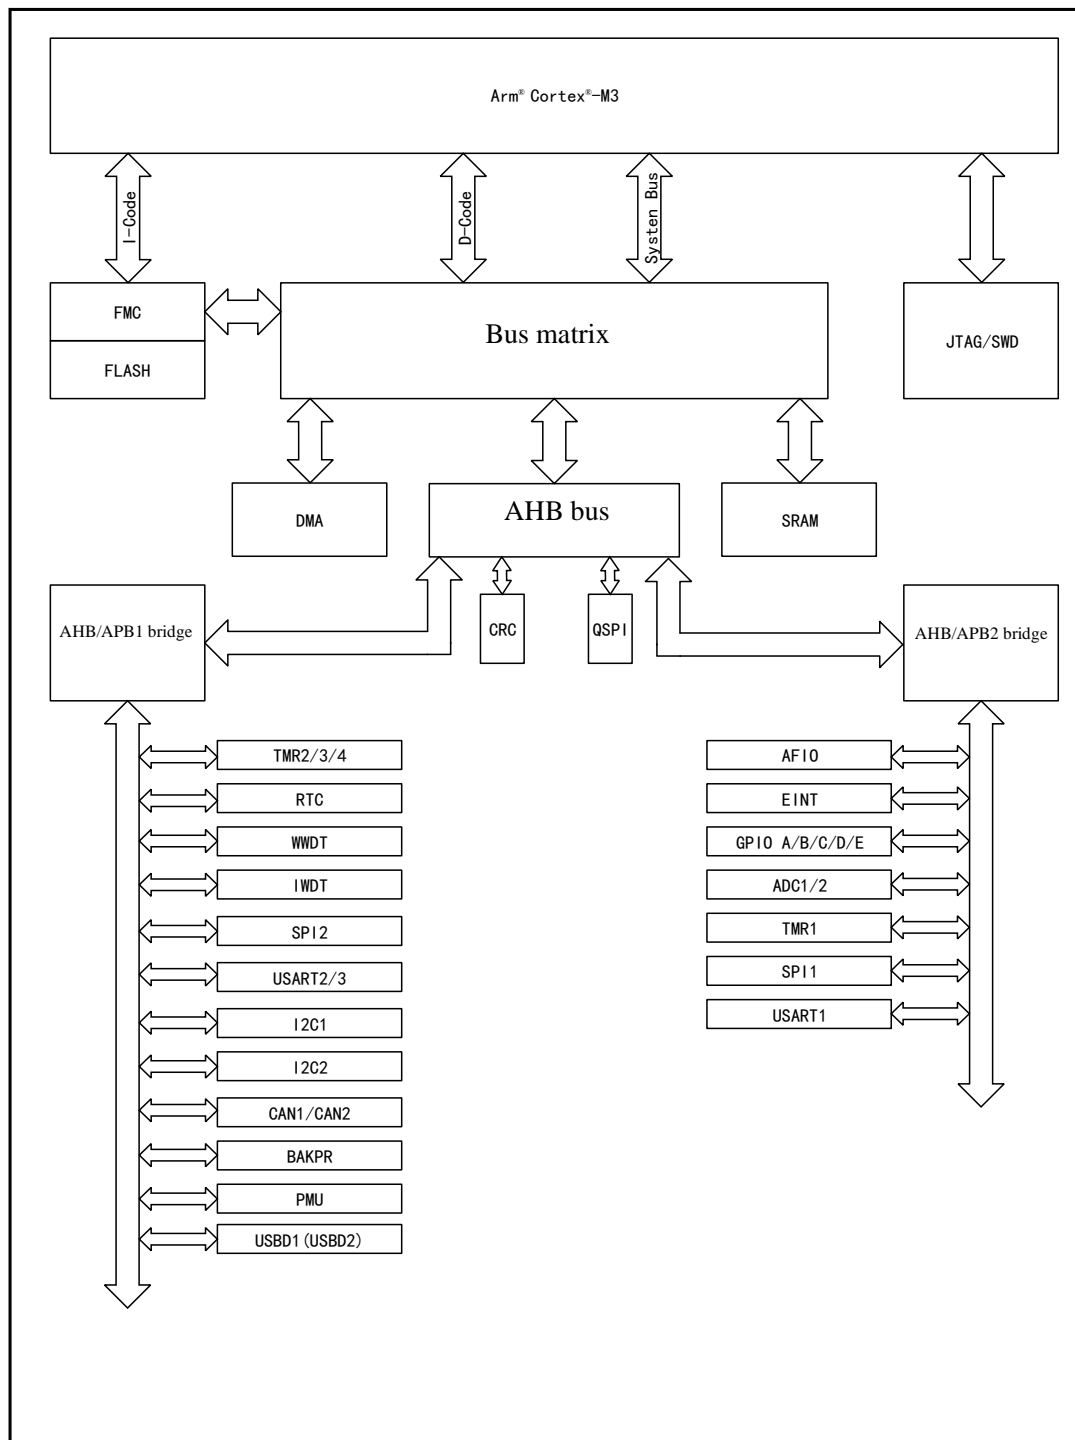 Arm® Cortex®-M3
I-Code
D-Code
Systen Bus
FMC
FLASH
Bus matrix
JTAG/SWD
DMA
AHB bus
SRAM
AHB/APB1 bridge
CRC
QSPI
AHB/APB2 bridge
TMR2/3/4
RTC
WWDT
IWDT
SPI2
USART2/3
I2C1
I2C2
CAN1/CAN2
BAKPR
PMU
USBD1(USBD2)
AFIO
EINT
GPIO A/B/C/D/E
ADC1/2
TMR1
SPI1
USART1